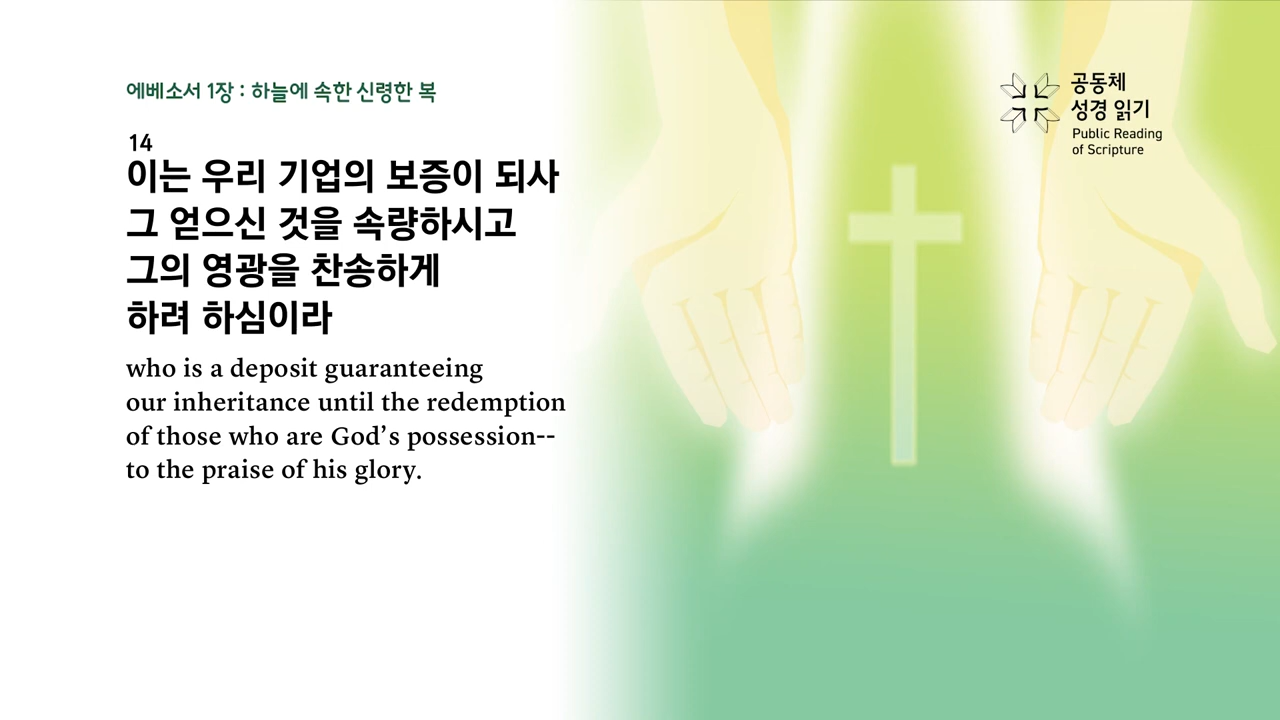 에베소서 1장 : 하늘에 속한 신령한 복
공동체
성경 읽기
Public Reading
of Scripture
14
이는 우리 기업의 보증이 되사
그 얻으신 것을 속량하시고
그의 영광을 찬송하게
하려 하심이라
who is a deposit guaranteeing
our inheritance until the redemption
of those who are God’s possession--
to the praise of his glory.